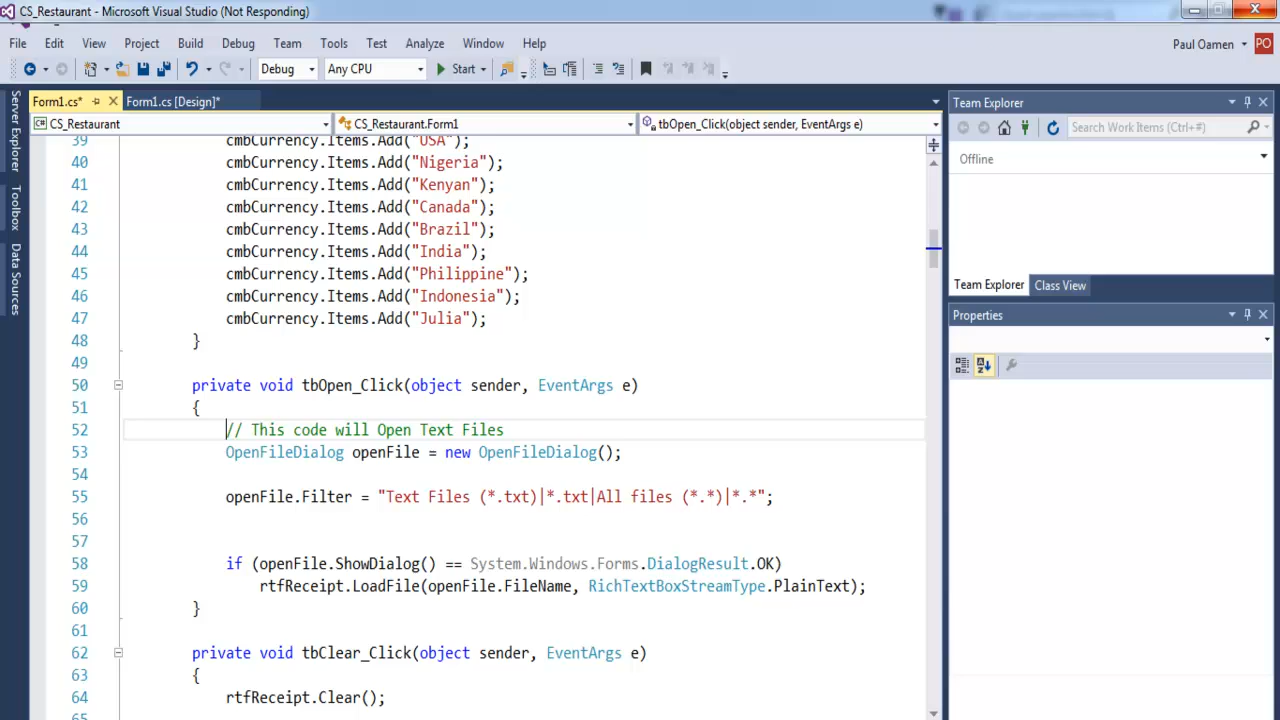 CS_Restaurant - Microsoft Visual Studio (Not Responding)
File Edit View Project Build Debug Team Tools Test Analyze Window Help
Paul Oamen PO
Debug Any CPU Start
Form1.cs* Form1.cs [Design]*
CS_Restaurant CS_Restaurant.Form1 tbOpen_Click(object sender, EventArgs e)
Server Explorer
Toolbox
Data Sources
39 cmbCurrency.Items.Add("USA");
40 cmbCurrency.Items.Add("Nigeria");
41 cmbCurrency.Items.Add("Kenyan");
42 cmbCurrency.Items.Add("Canada");
43 cmbCurrency.Items.Add("Brazil");
44 cmbCurrency.Items.Add("India");
45 cmbCurrency.Items.Add("Philippine");
46 cmbCurrency.Items.Add("Indonesia");
47 cmbCurrency.Items.Add("Julia");
48 }
49
50 private void tbOpen_Click(object sender, EventArgs e)
51 {
52 // This code will Open Text Files
53 OpenFileDialog openFile = new OpenFileDialog();
54
55 openFile.Filter = "Text Files (*.txt)|*.txt|All files (*.*)|*.*";
56
57
58 if (openFile.ShowDialog() == System.Windows.Forms.DialogResult.OK)
59 rtfReceipt.LoadFile(openFile.FileName, RichTextBoxStreamType.PlainText);
60 }
61
62 private void tbClear_Click(object sender, EventArgs e)
63 {
64 rtfReceipt.Clear();
65
Team Explorer
Search Work Items (Ctrl+*)
Offline
Team Explorer Class View
Properties